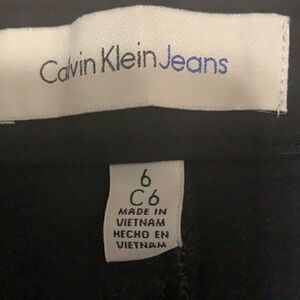 Calvin Klein Jeans
6
C6
MADE IN
VIETNAM
HECHO EN
VIETNAM